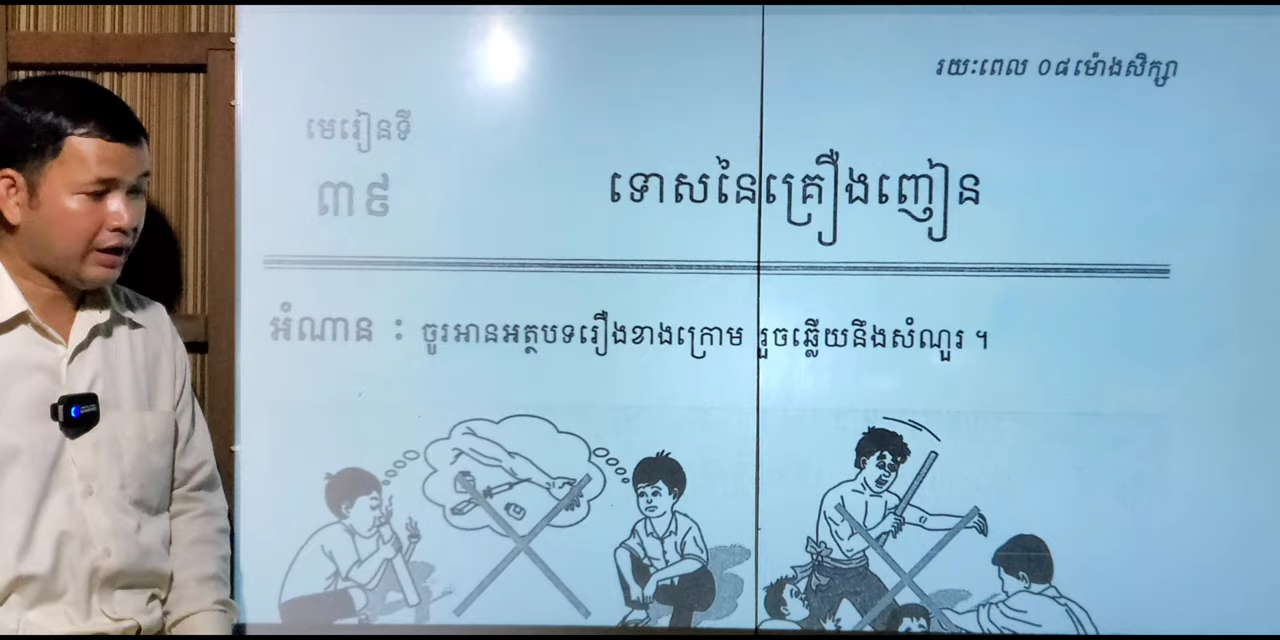 រយៈពេល ០៨ម៉ោងសិក្សា
មេរៀនទី
៣៩
ទោសនៃគ្រឿងញៀន
អំណាន ៖ ចូរអានអត្ថបទរឿងខាងក្រោម រួចឆ្លើយនឹងសំណួរ ។